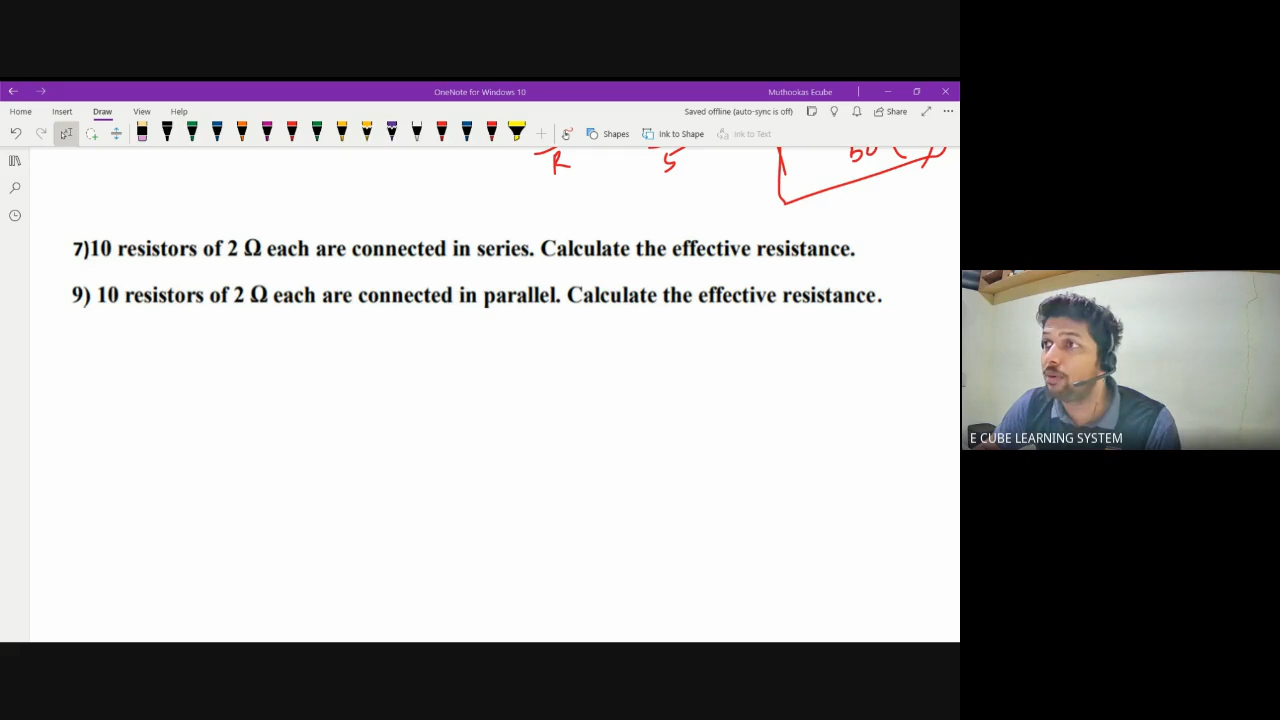 OneNote for Windows 10
Muthookas Ecube
Home Insert Draw View Help
Saved offline (auto-sync is off) Share
Shapes Ink to Shape Ink to Text
R 5
7)10 resistors of 2 Ω each are connected in series. Calculate the effective resistance.
9) 10 resistors of 2 Ω each are connected in parallel. Calculate the effective resistance.
E CUBE LEARNING SYSTEM